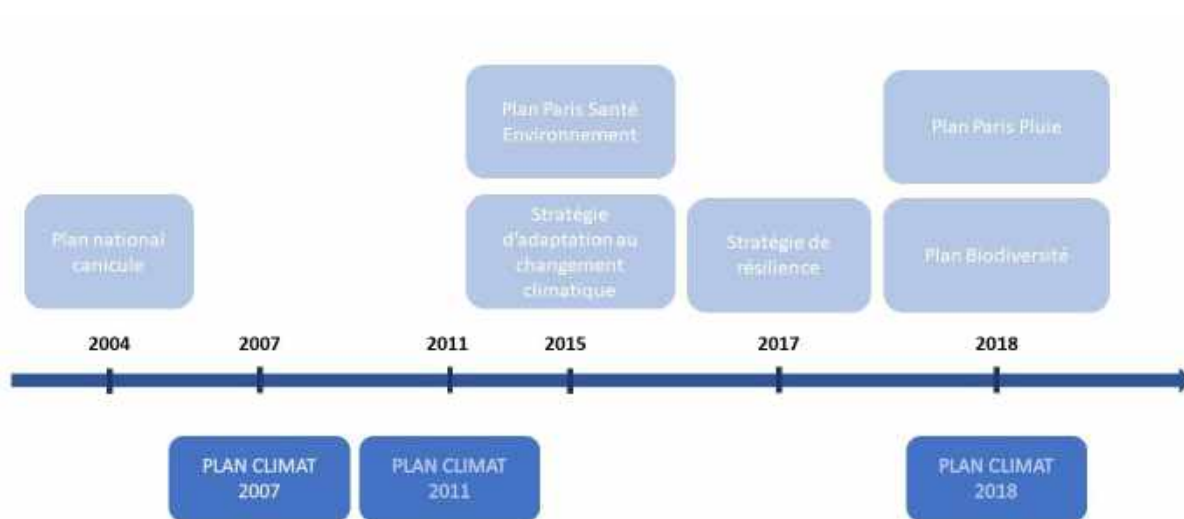 Plan Paris Santé
Environnement
Plan Paris Pluie
Plan national
canicule
Stratégie
d'adaptation au
changement
climatique
Stratégie de
résilience
Plan Biodiversité
2004
2007
2011
2015
2017
2018
PLAN CLIMAT
2007
PLAN CLIMAT
2011
PLAN CLIMAT
2018